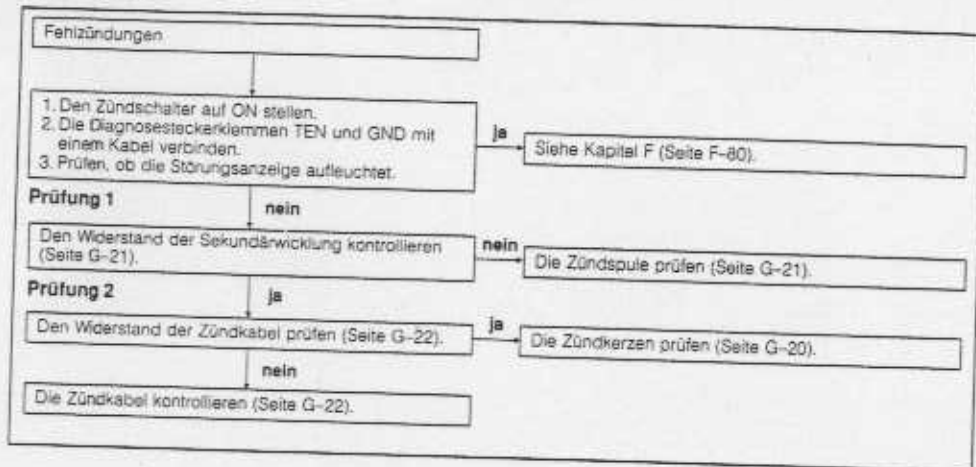 Fehlzündungen
1. Den Zündschalter auf ON stellen.
2. Die Diagnosesteckerklemmen TEN und GND mit
einem Kabel verbinden.
3. Prüfen, ob die Störungsanzeige aufleuchtet.
ja
Siehe Kapitel F (Seite F–80).
Prüfung 1
nein
Den Widerstand der Sekundärwicklung kontrollieren
(Seite G–21).
nein
Die Zündspule prüfen (Seite G–21).
Prüfung 2
ja
Den Widerstand der Zündkabel prüfen (Seite G–22).
ja
Die Zündkerzen prüfen (Seite G–20).
nein
Die Zündkabel kontrollieren (Seite G–22).